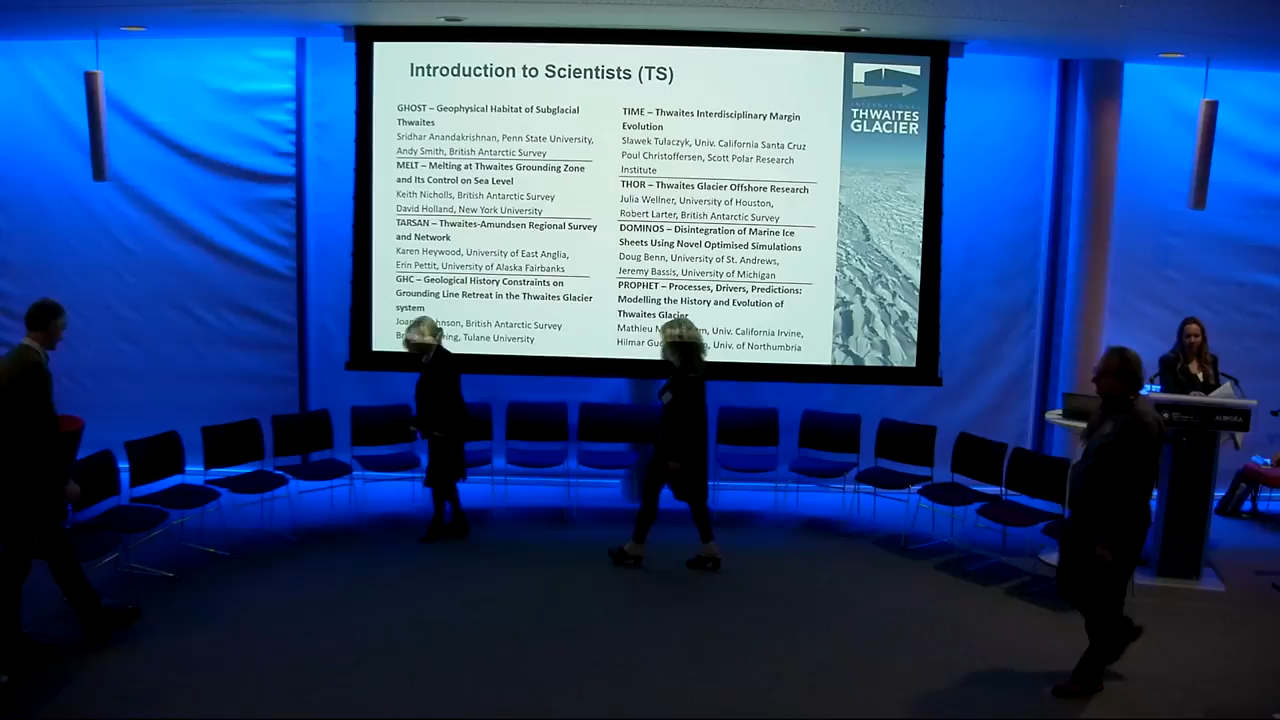 Introduction to Scientists (TS)
GHOST – Geophysical Habitat of Subglacial
Thwaites
Sridhar Anandakrishnan, Penn State University,
Andy Smith, British Antarctic Survey
MELT – Melting at Thwaites Grounding Zone
and Its Control on Sea Level
Keith Nicholls, British Antarctic Survey
David Holland, New York University
TARSAN – Thwaites-Amundsen Regional Survey
and Network
Karen Heywood, University of East Anglia,
Erin Pettit, University of Alaska Fairbanks
GHC – Geological History Constraints on
Grounding Line Retreat in the Thwaites Glacier
system
British Antarctic Survey
Tulane University
TIME – Thwaites Interdisciplinary Margin
Evolution
Slawek Tulaczyk, Univ. California Santa Cruz
Poul Christoffersen, Scott Polar Research
Institute
THOR – Thwaites Glacier Offshore Research
Julia Wellner, University of Houston,
Robert Larter, British Antarctic Survey
DOMINOS – Disintegration of Marine Ice
Sheets Using Novel Optimised Simulations
Doug Benn, University of St. Andrews,
Jeremy Bassis, University of Michigan
PROPHET – Processes, Drivers, Predictions:
Modelling the History and Evolution of
Thwaites Glacier
Mathieu Univ. California Irvine,
Hilmar Univ. of Northumbria
INTERNATIONAL
THWAITES
GLACIER